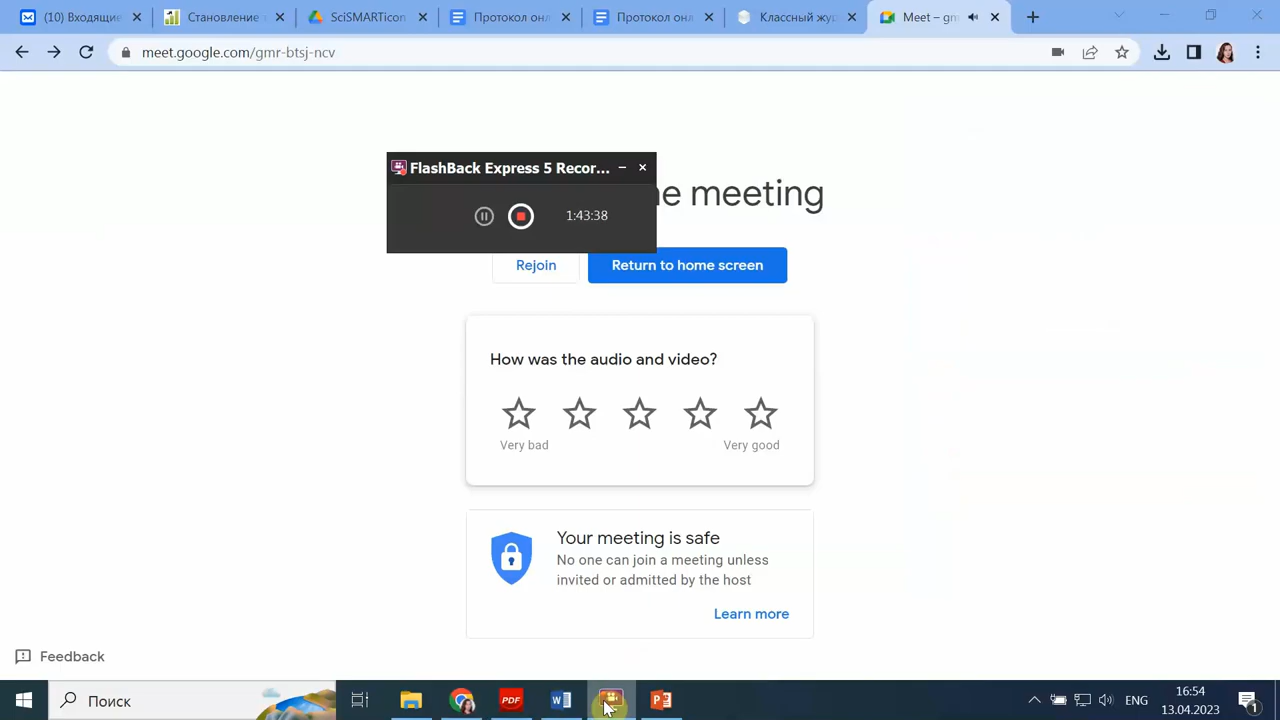 (10) Входящие
Становление
SciSMARTicon
Протокол онл
Протокол онл
Классный жу
Meet – gmr
meet.google.com/gmr-btsj-ncv
FlashBack Express 5 Recor...
1:43:38
e meeting
Rejoin
Return to home screen
How was the audio and video?
Very bad
Very good
Your meeting is safe
No one can join a meeting unless
invited or admitted by the host
Learn more
Feedback
Поиск
PDF
ENG
16:54
13.04.2023
1